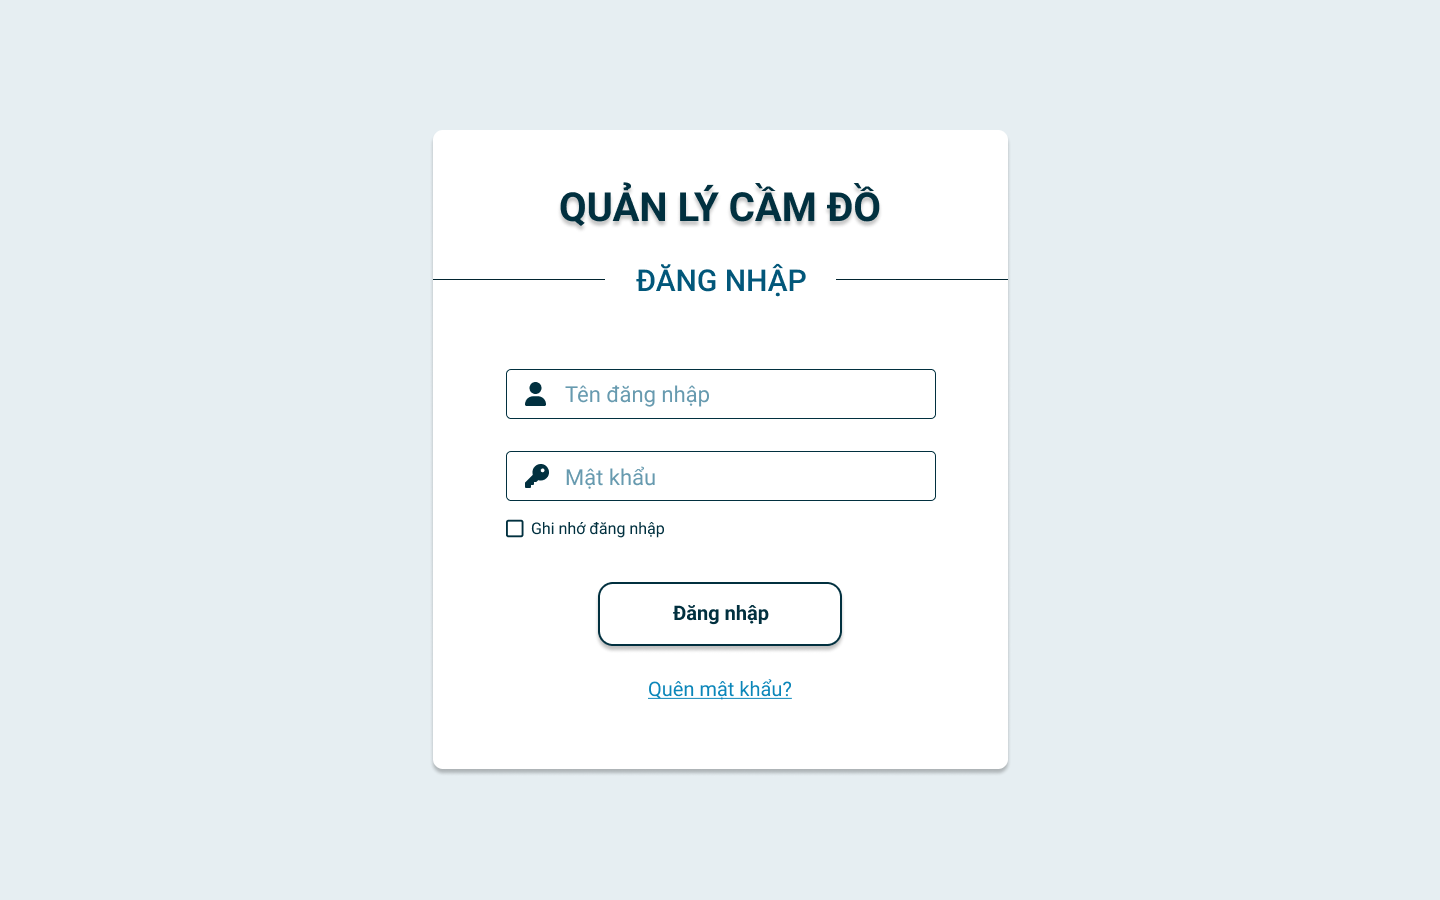 QUẢN LÝ CẦM ĐỒ
ĐĂNG NHẬP
Tên đăng nhập
Mật khẩu
Ghi nhớ đăng nhập
Đăng nhập
Quên mật khẩu?